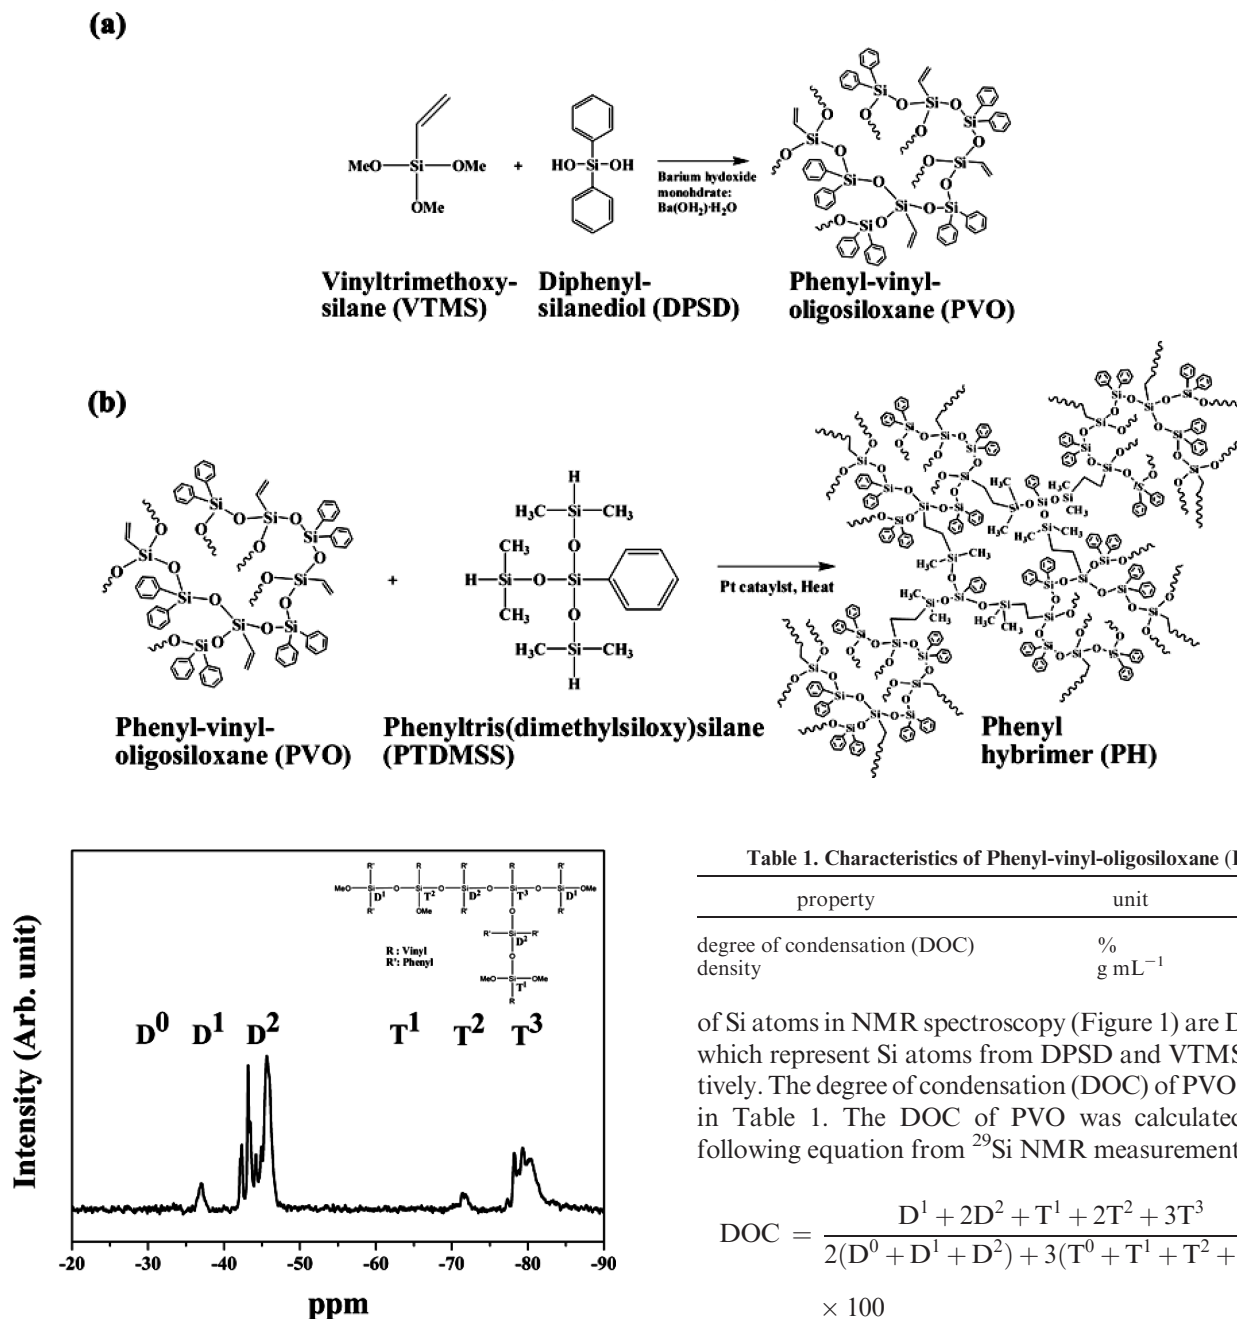 (a)
MeO Si OMe
OMe
+
HO Si OH
Barium hydoxide
monohdrate:
Ba(OH₂)·H₂O
Vinyltrimethoxy-
silane (VTMS)
Diphenyl-
silanediol (DPSD)
Phenyl-vinyl-
oligosiloxane (PVO)
(b)
+
H
H₃C Si CH₃
O
CH₃
H Si O Si
CH₃
O
H₃C Si CH₃
H
Pt cataylst, Heat
Phenyl-vinyl-
oligosiloxane (PVO)
Phenyltris(dimethylsiloxy)silane
(PTDMSS)
Phenyl
hybrimer (PH)
Intensity (Arb. unit)
R : Vinyl
R': Phenyl
D⁰ D¹ D² T¹ T² T³
-20 -30 -40 -50 -60 -70 -80 -90
ppm
Table 1. Characteristics of Phenyl-vinyl-oligosiloxane (
property unit
degree of condensation (DOC) %
density g mL⁻¹
of Si atoms in NMR spectroscopy (Figure 1) are D
which represent Si atoms from DPSD and VTMS
tively. The degree of condensation (DOC) of PVO
in Table 1. The DOC of PVO was calculated
following equation from ²⁹Si NMR measurement
DOC = D¹ + 2D² + T¹ + 2T² + 3T³
2(D⁰ + D¹ + D²) + 3(T⁰ + T¹ + T² +
× 100